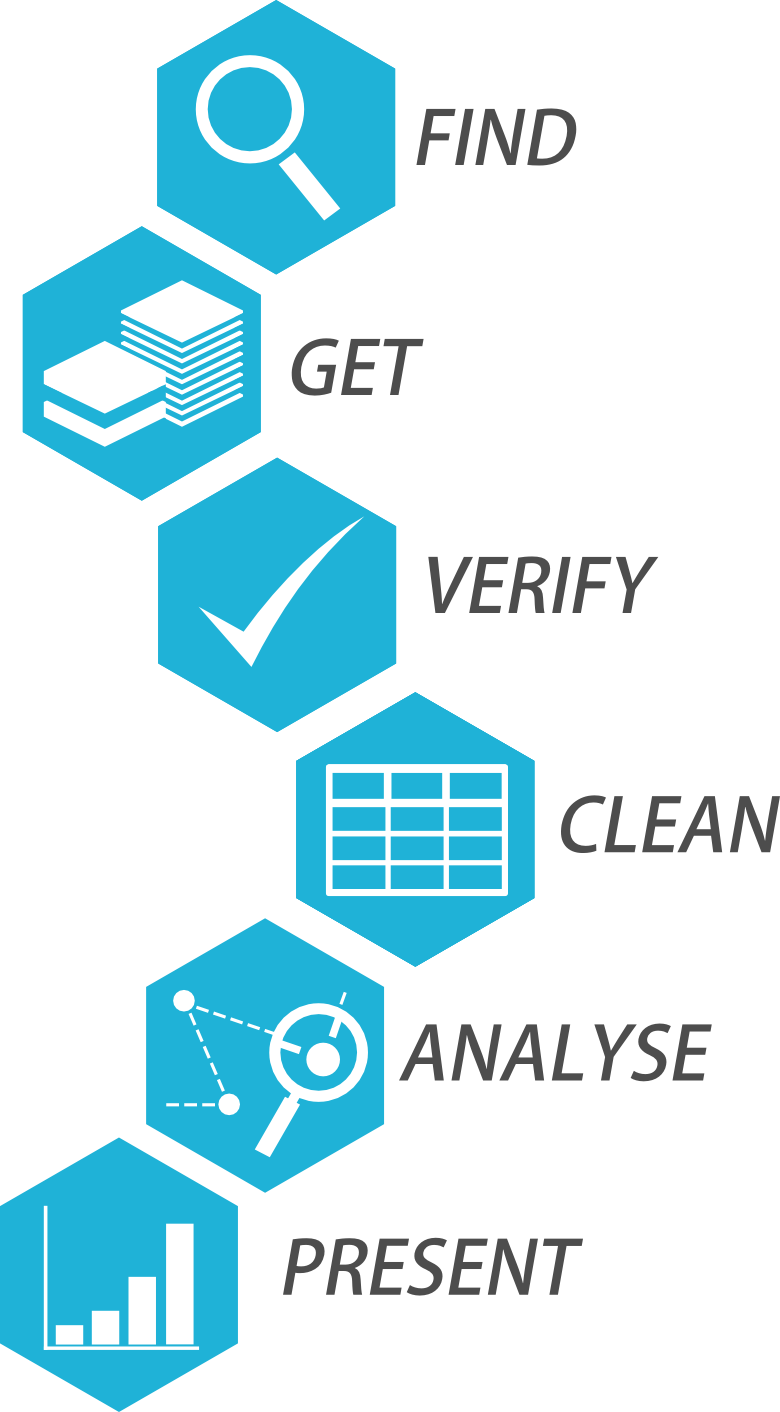 FIND
GET
VERIFY
CLEAN
ANALYSE
PRESENT